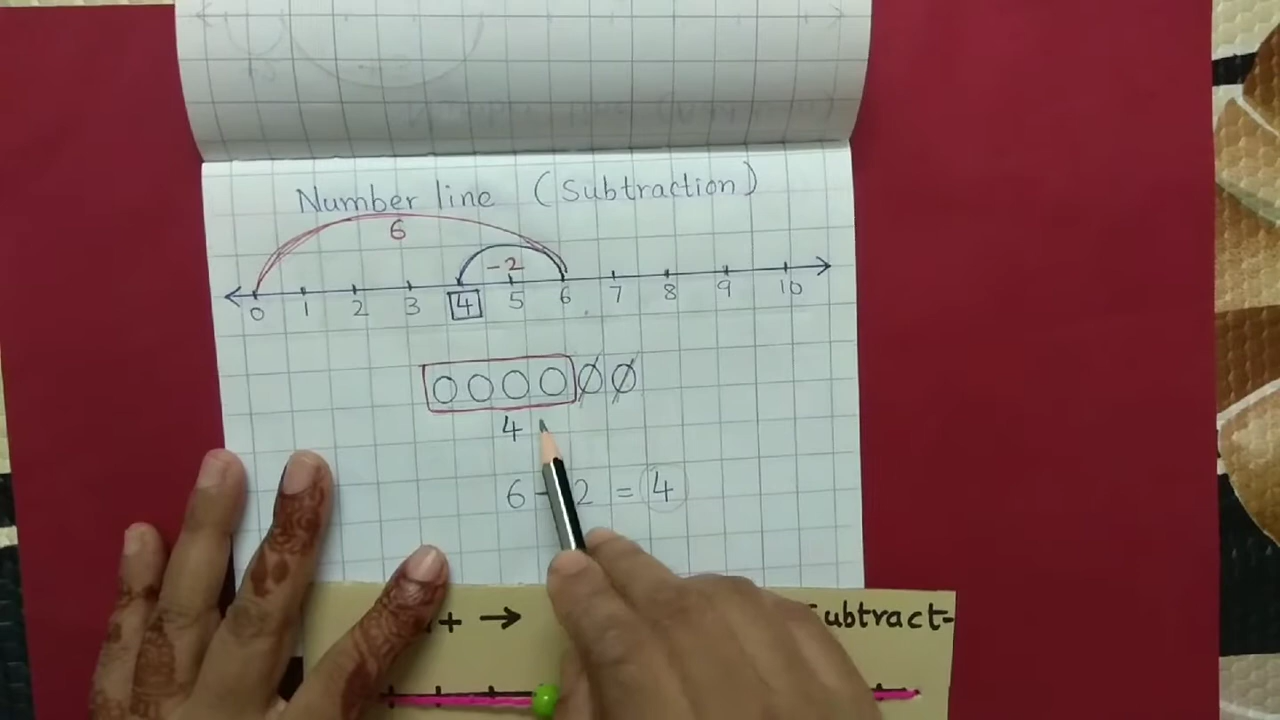 Number line (Subtraction)
6
-2
0 1 2 3 4 5 6 7 8 9 10
4
6 - 2 = 4
+ →
ubtract-